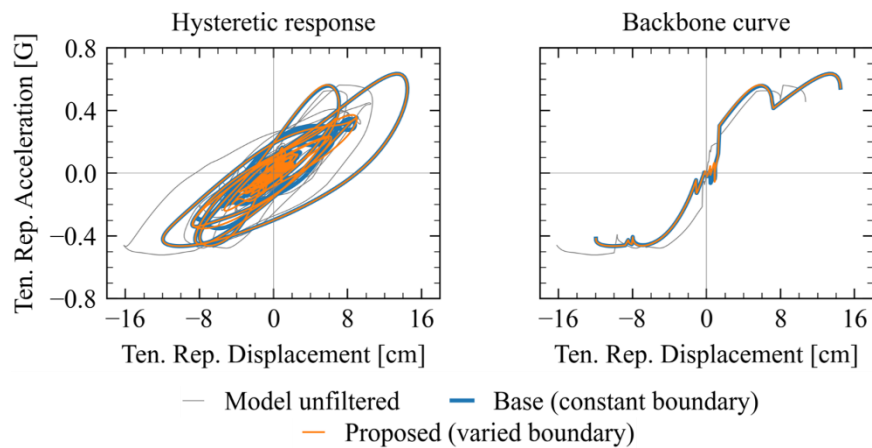 Hysteretic response
Backbone curve
Ten. Rep. Acceleration [G]
0.8
0.4
0.0
−0.4
−0.8
−16 −8 0 8 16
−16 −8 0 8 16
Ten. Rep. Displacement [cm]
Ten. Rep. Displacement [cm]
Model unfiltered
Base (constant boundary)
Proposed (varied boundary)